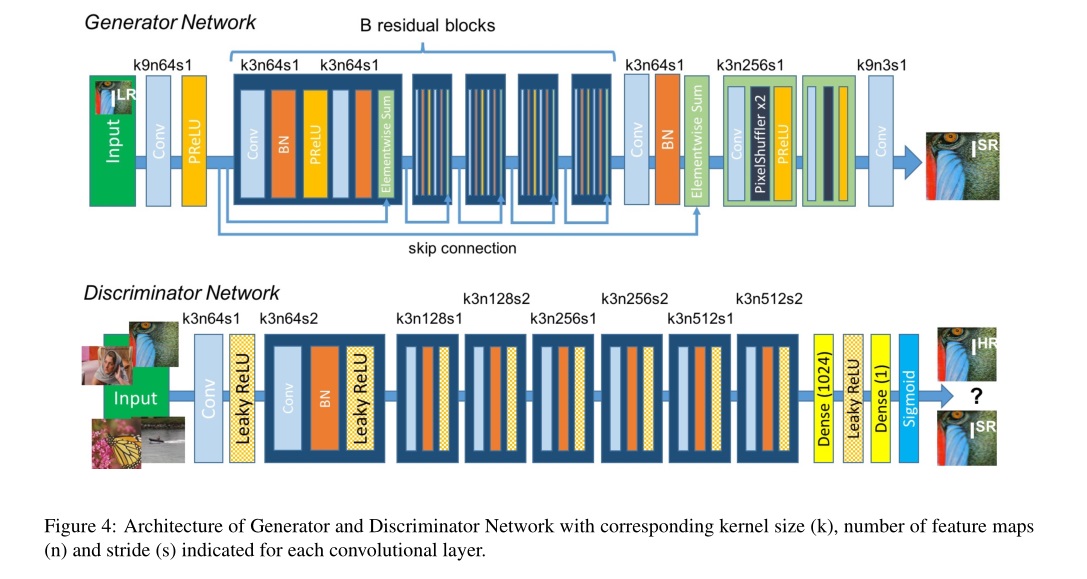 Generator Network
B residual blocks
k9n64s1
k3n64s1
k3n64s1
k3n64s1
k3n256s1
k9n3s1
I LR
Input
Conv
PReLU
Conv
BN
PReLU
Elementwise Sum
Conv
BN
Elementwise Sum
Conv
PixelShuffler x2
PReLU
Conv
I SR
skip connection
Discriminator Network
k3n64s1
k3n64s2
k3n128s1
k3n128s2
k3n256s1
k3n256s2
k3n512s1
k3n512s2
Input
Conv
Leaky ReLU
Conv
BN
Leaky ReLU
Dense (1024)
Leaky ReLU
Dense (1)
Sigmoid
I HR
?
I SR
Figure 4: Architecture of Generator and Discriminator Network with corresponding kernel size (k), number of feature maps
(n) and stride (s) indicated for each convolutional layer.